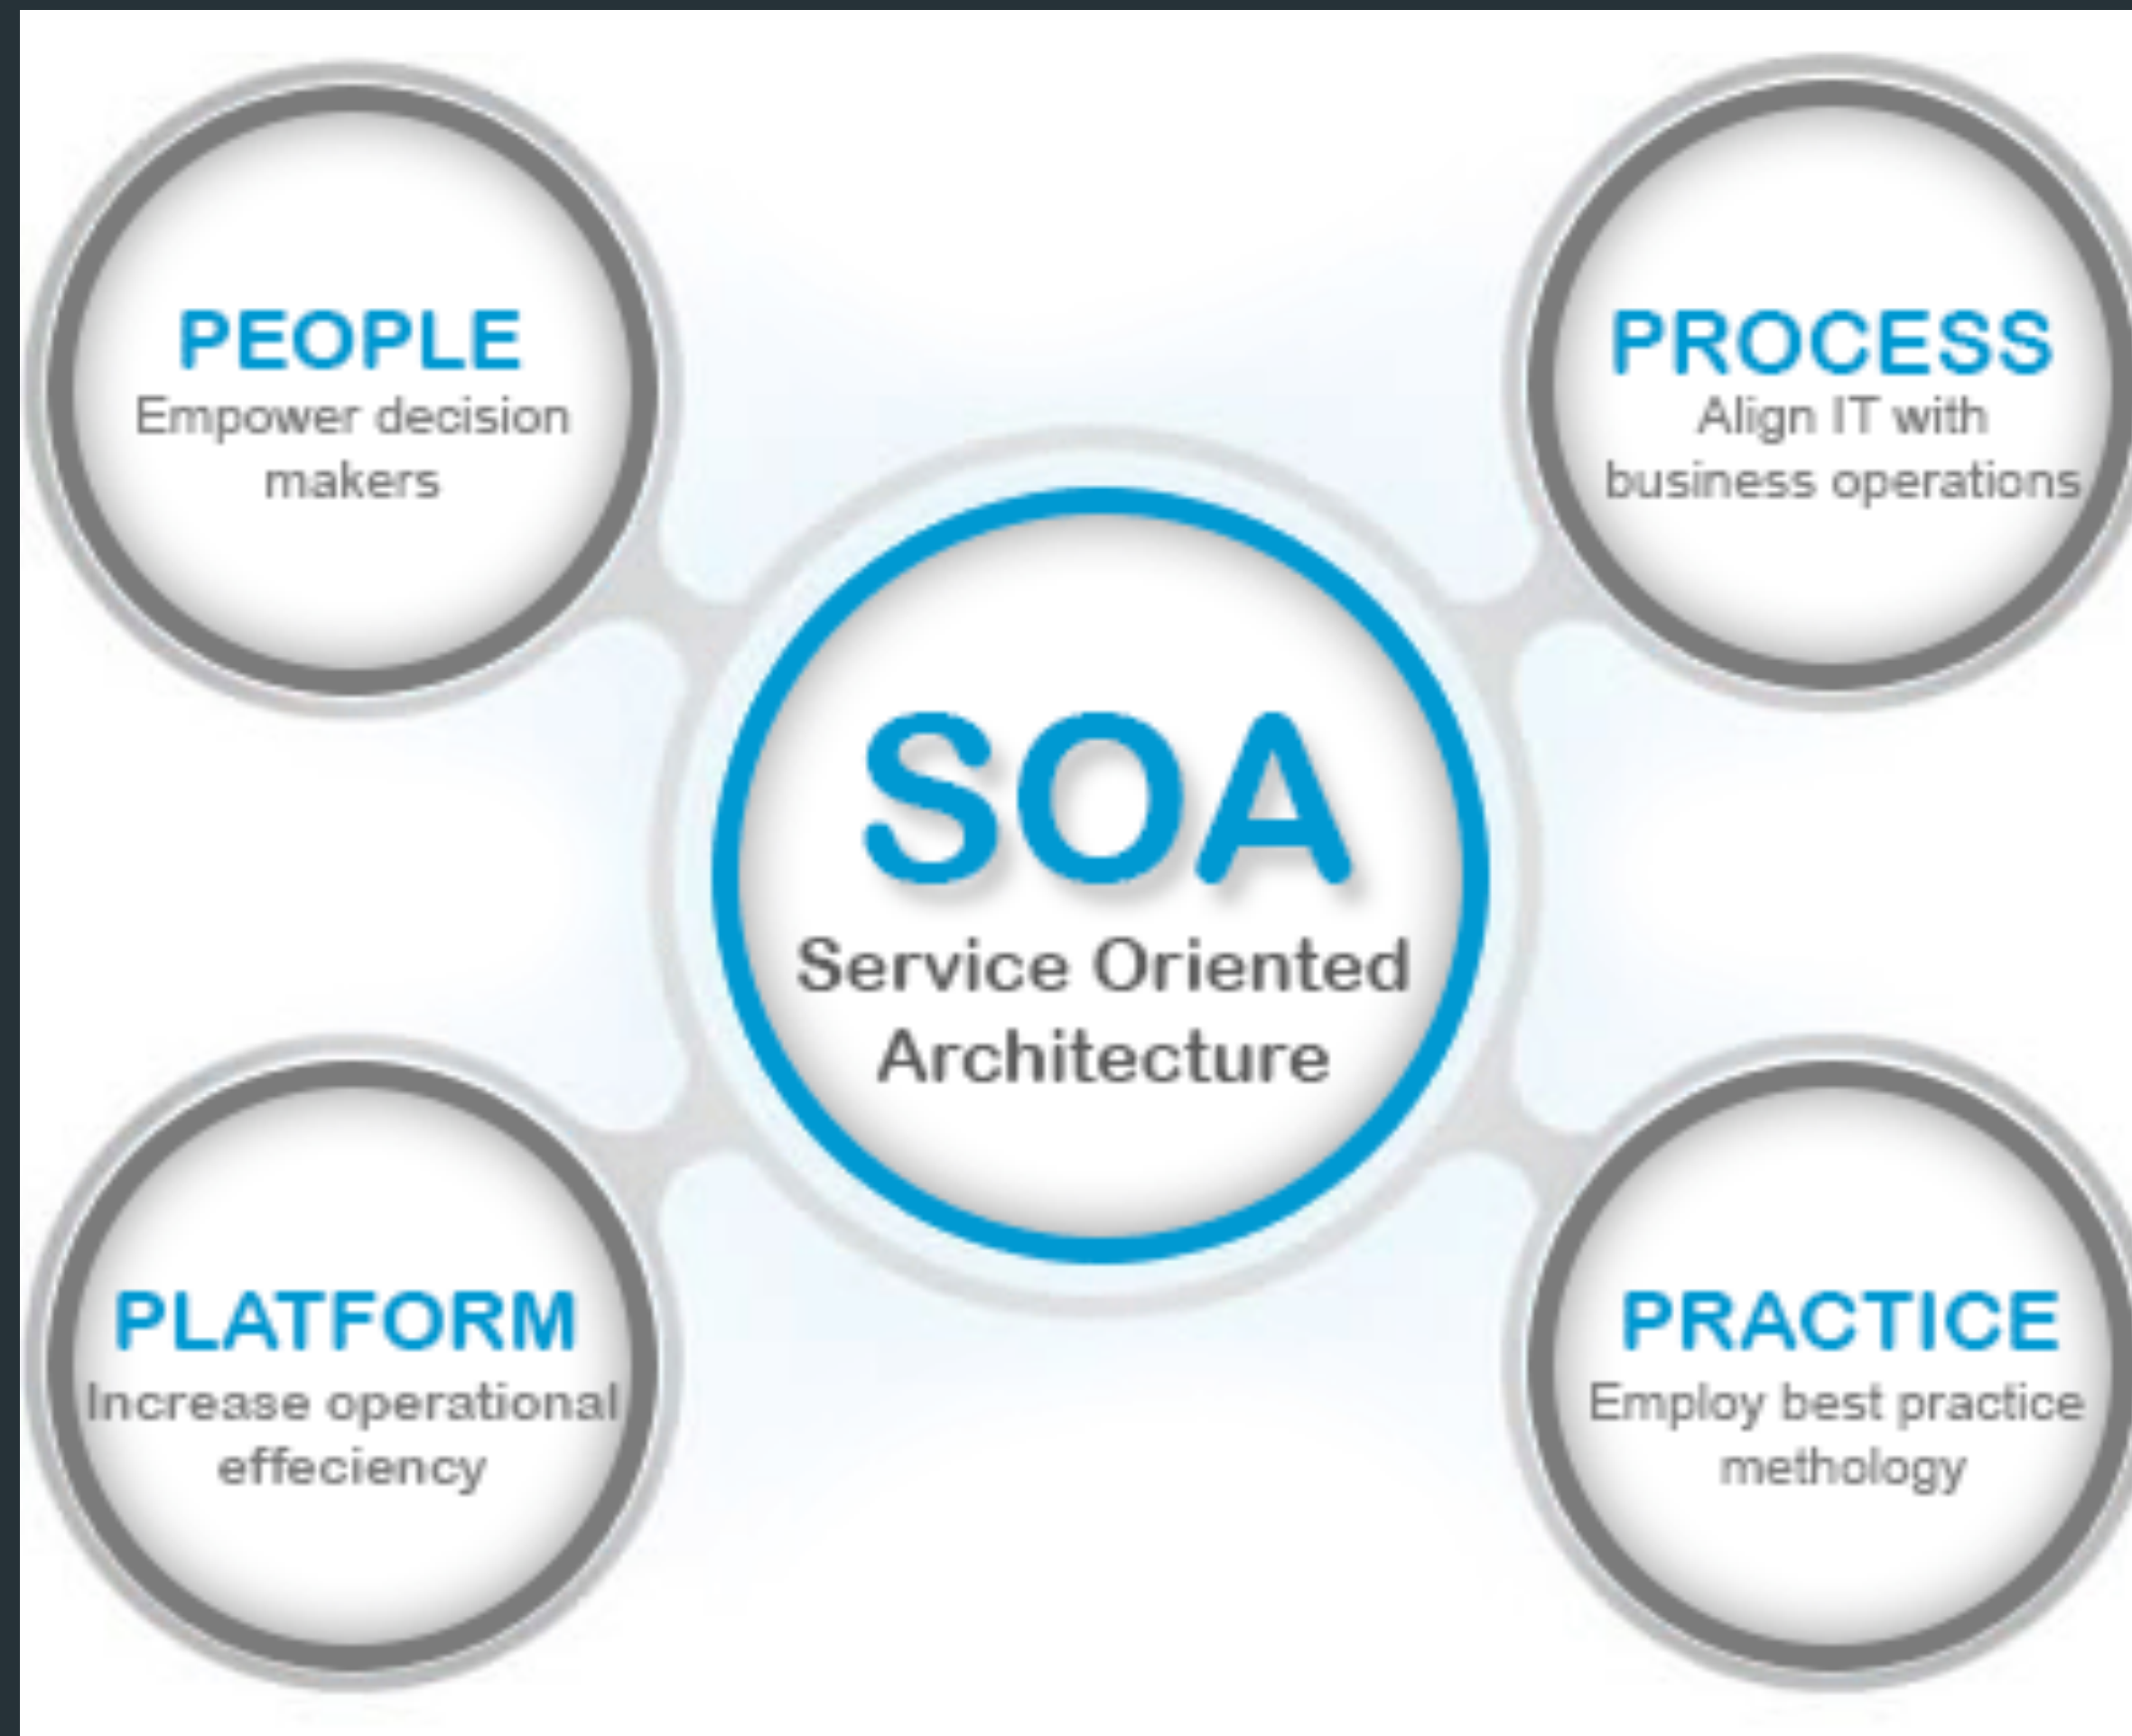 PEOPLE
Empower decision
makers
PROCESS
Align IT with
business operations
SOA
Service Oriented
Architecture
PLATFORM
Increase operational
effeciency
PRACTICE
Employ best practice
methology